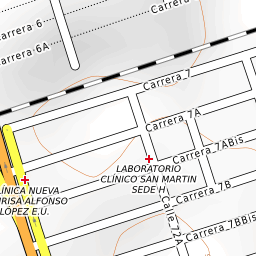 Carrera 6
Carrera 6A
Carrera 7
Carrera 7A
Carrera 7ABis
LABORATORIO
CLÍNICO SAN MARTIN
SEDE H
Carrera 7B
LÍNICA NUEVA
RISA ALFONSO
LÓPEZ E.U.
Calle 72A
Carrera 7BBis